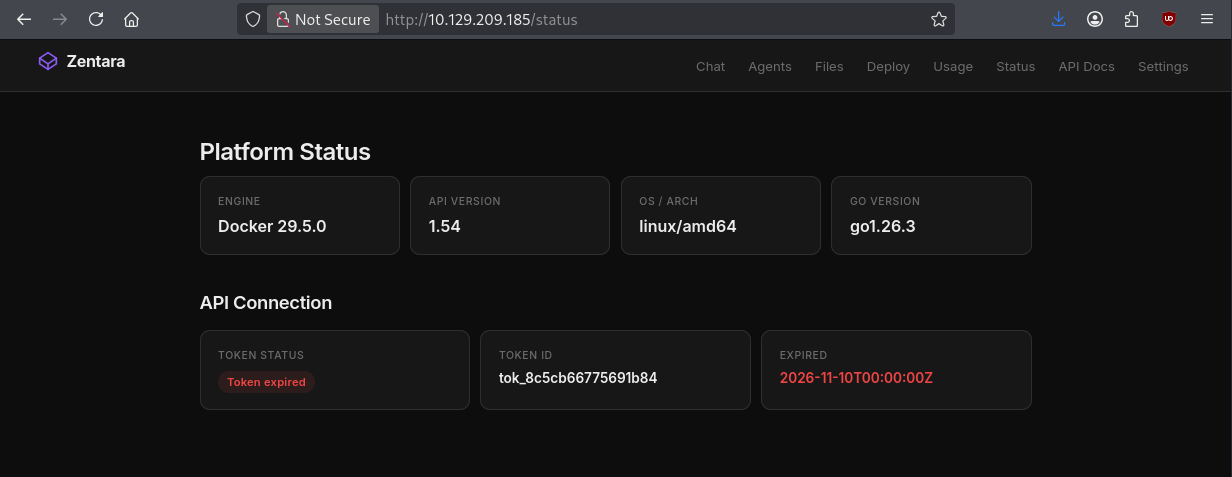 Not Secure http://10.129.209.185/status
Zentara
Chat Agents Files Deploy Usage Status API Docs Settings
Platform Status
ENGINE
Docker 29.5.0
API VERSION
1.54
OS / ARCH
linux/amd64
GO VERSION
go1.26.3
API Connection
TOKEN STATUS
Token expired
TOKEN ID
tok_8c5cb66775691b84
EXPIRED
2026-11-10T00:00:00Z